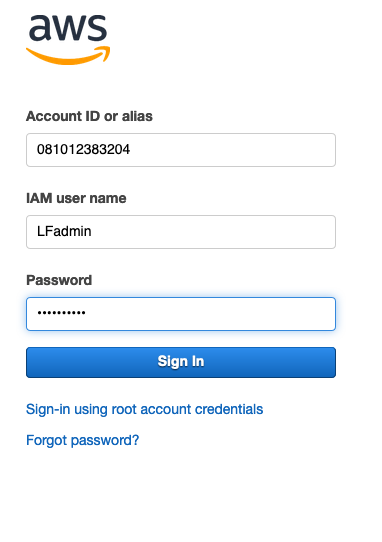 aws
Account ID or alias
081012383204
IAM user name
LFadmin
Password
••••••••••
Sign In
Sign-in using root account credentials
Forgot password?